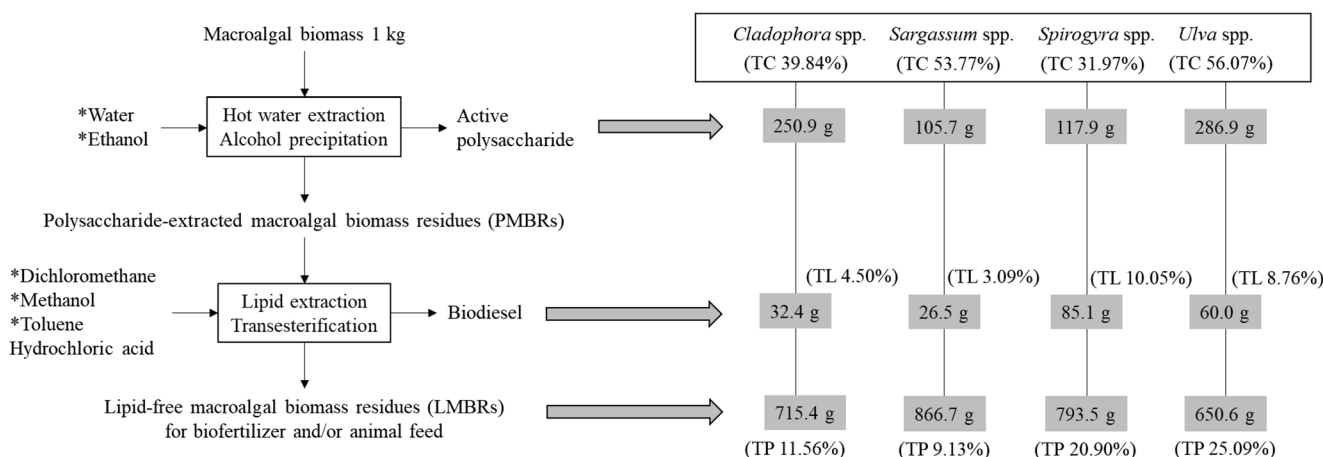 Macroalgal biomass 1 kg
Cladophora spp.
(TC 39.84%)
Sargassum spp.
(TC 53.77%)
Spirogyra spp.
(TC 31.97%)
Ulva spp.
(TC 56.07%)
*Water
*Ethanol
Hot water extraction
Alcohol precipitation
Active
polysaccharide
250.9 g
105.7 g
117.9 g
286.9 g
Polysaccharide-extracted macroalgal biomass residues (PMBRs)
*Dichloromethane
*Methanol
*Toluene
Hydrochloric acid
Lipid extraction
Transesterification
Biodiesel
(TL 4.50%)
(TL 3.09%)
(TL 10.05%)
(TL 8.76%)
32.4 g
26.5 g
85.1 g
60.0 g
Lipid-free macroalgal biomass residues (LMBRs)
for biofertilizer and/or animal feed
715.4 g
866.7 g
793.5 g
650.6 g
(TP 11.56%)
(TP 9.13%)
(TP 20.90%)
(TP 25.09%)